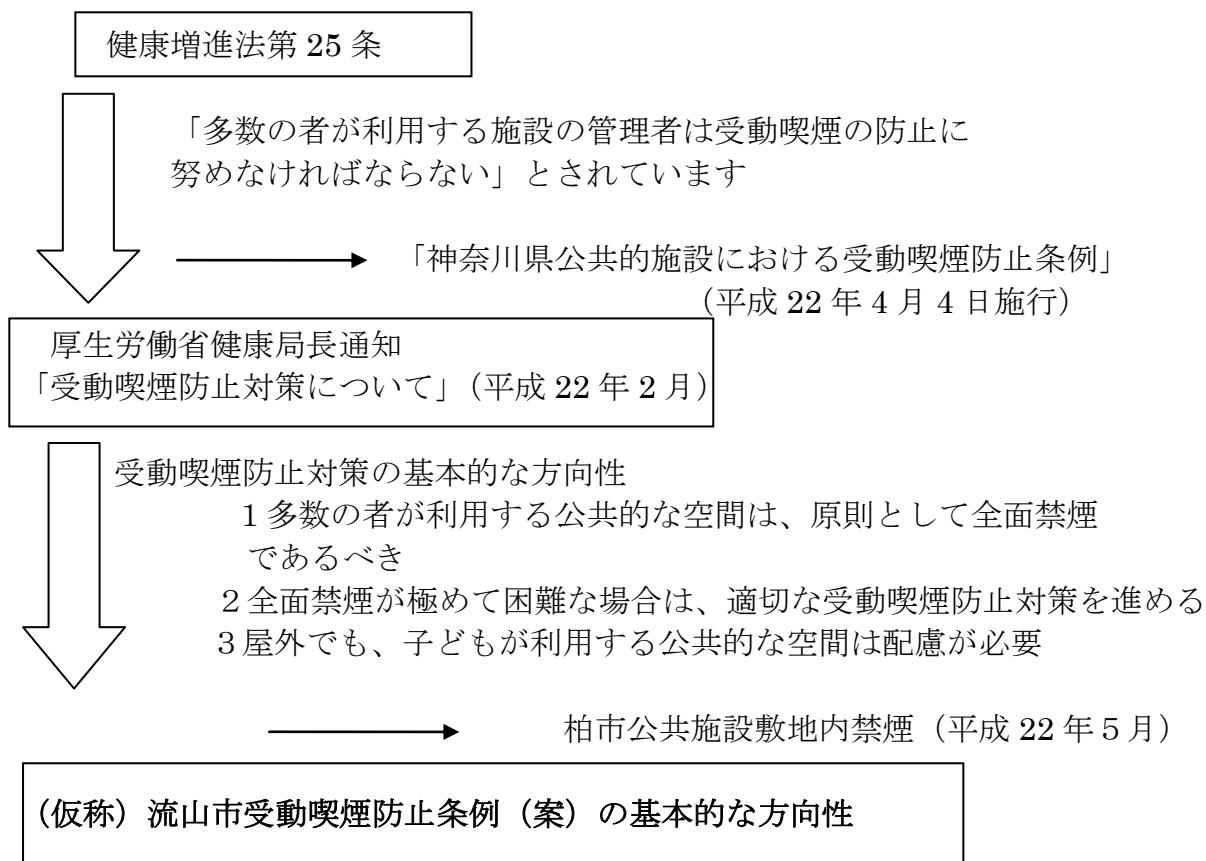 健康増進法第 25 条
「多数の者が利用する施設の管理者は受動喫煙の防止に
努めなければならない」とされています
「神奈川県公共的施設における受動喫煙防止条例」
（平成 22 年 4 月 4 日施行）
厚生労働省健康局長通知
「受動喫煙防止対策について」（平成 22 年 2 月）
受動喫煙防止対策の基本的な方向性
１多数の者が利用する公共的な空間は、原則として全面禁煙
であるべき
２全面禁煙が極めて困難な場合は、適切な受動喫煙防止対策を進める
３屋外でも、子どもが利用する公共的な空間は配慮が必要
柏市公共施設敷地内禁煙（平成 22 年５月）
（仮称）流山市受動喫煙防止条例（案）の基本的な方向性